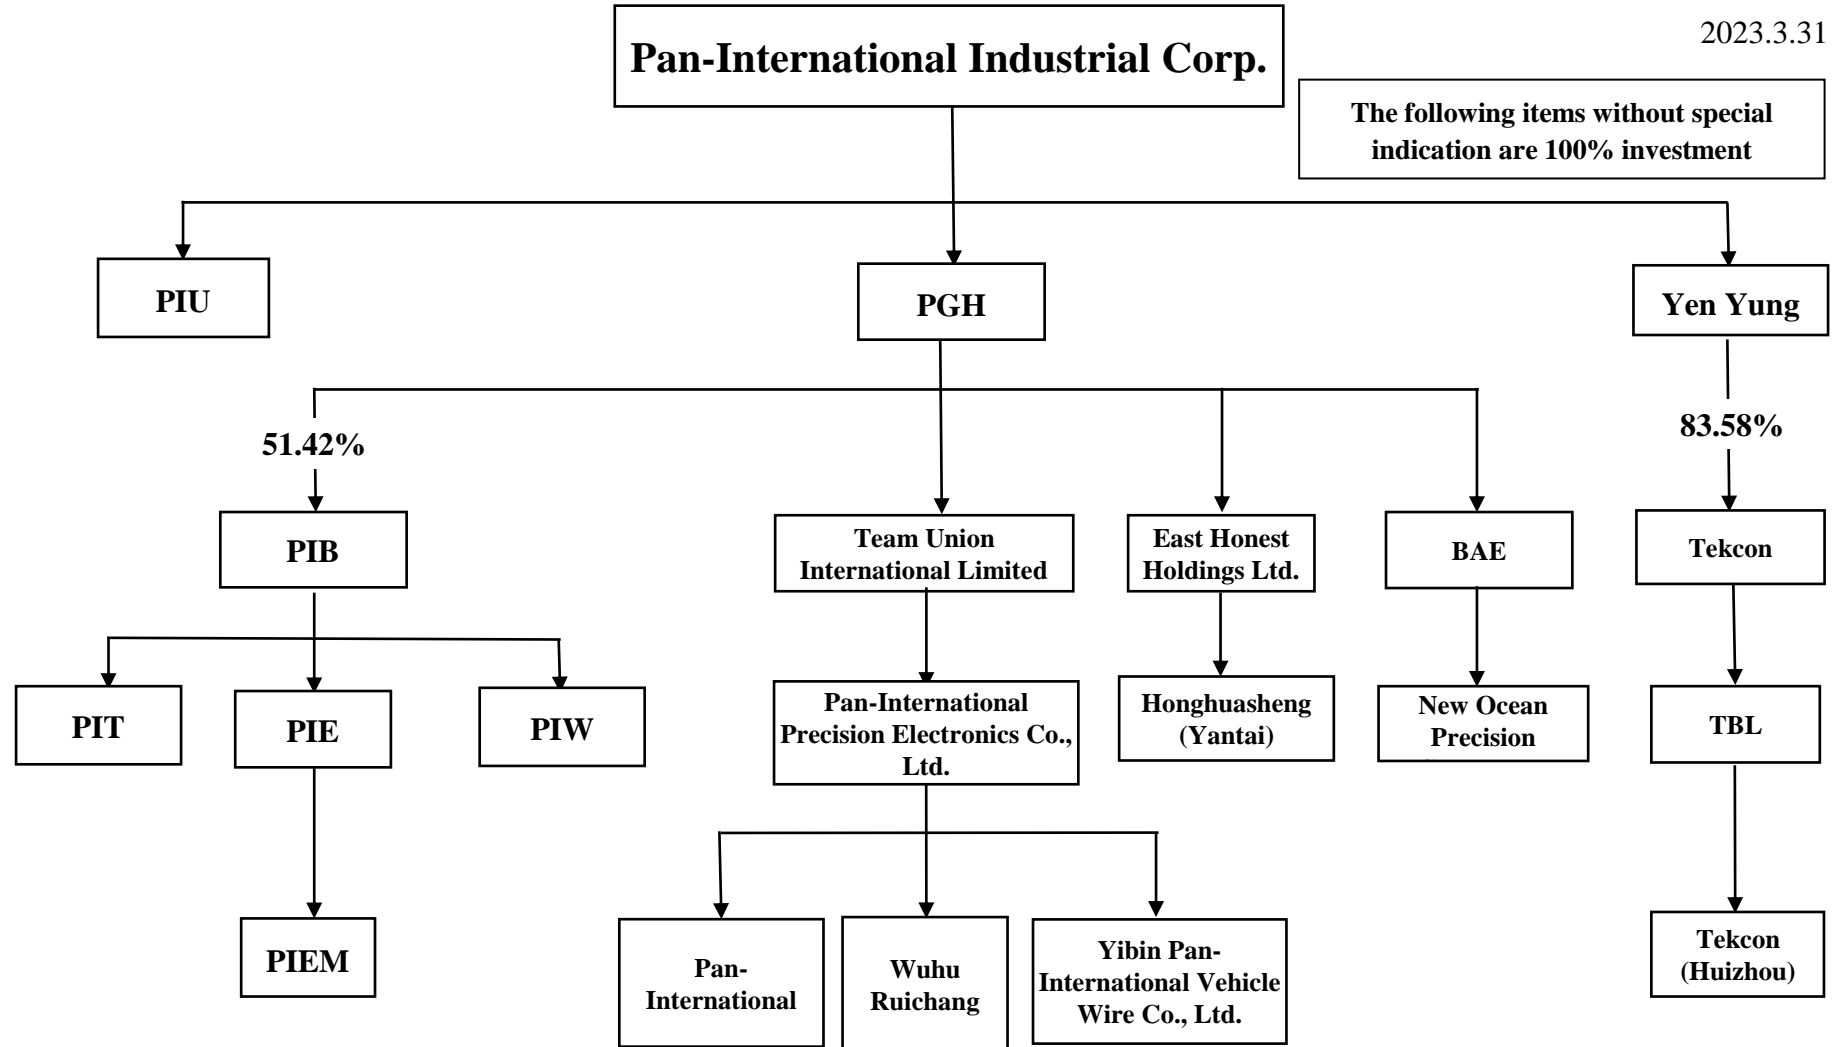 2023.3.31
Pan-International Industrial Corp.
The following items without special
indication are 100% investment
PIU
PGH
Yen Yung
51.42%
83.58%
PIB
Team Union
International Limited
East Honest
Holdings Ltd.
BAE
Tekcon
PIT
PIE
PIW
Pan-International
Precision Electronics Co.,
Ltd.
Honghuasheng
(Yantai)
New Ocean
Precision
TBL
PIEM
Pan-
International
Wuhu
Ruichang
Yibin Pan-
International Vehicle
Wire Co., Ltd.
Tekcon
(Huizhou)